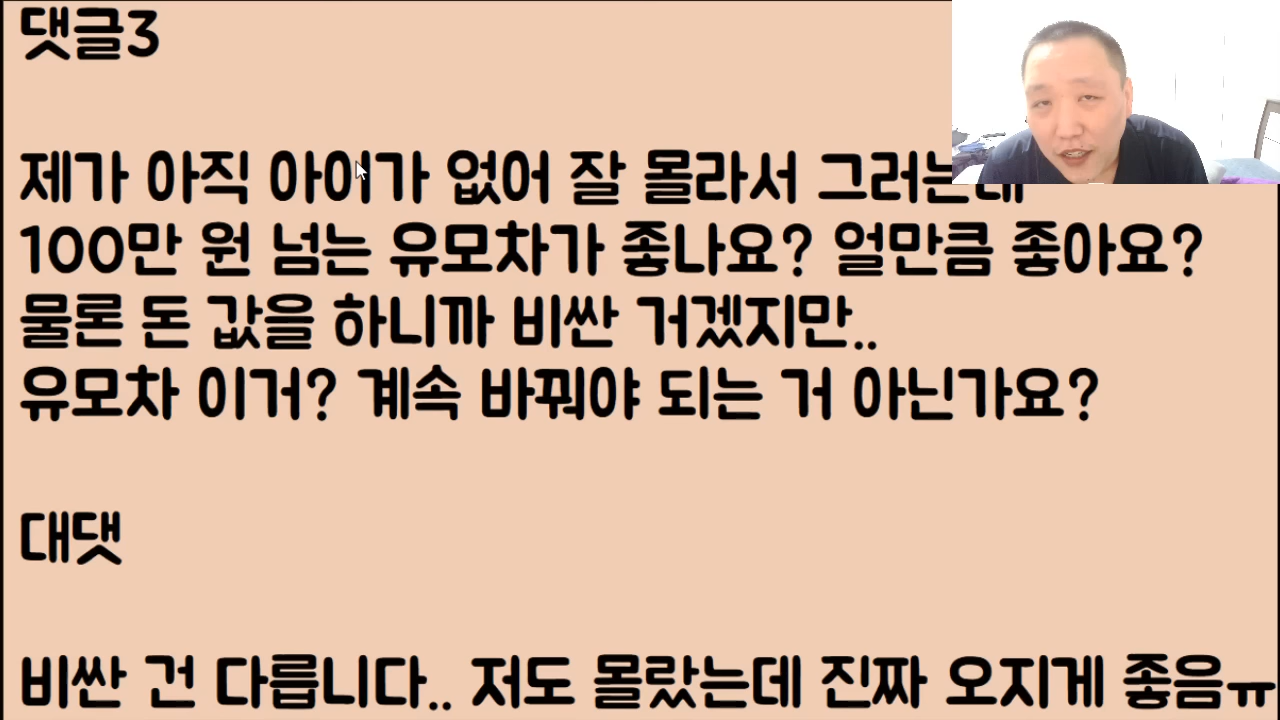 댓글3
제가 아직 아이가 없어 잘 몰라서 그러는데
100만 원 넘는 유모차가 좋나요? 얼만큼 좋아요?
물론 돈 값을 하니까 비싼 거겠지만..
유모차 이거? 계속 바꿔야 되는 거 아닌가요?
대댓
비싼 건 다릅니다.. 저도 몰랐는데 진짜 오지게 좋음ㅠ